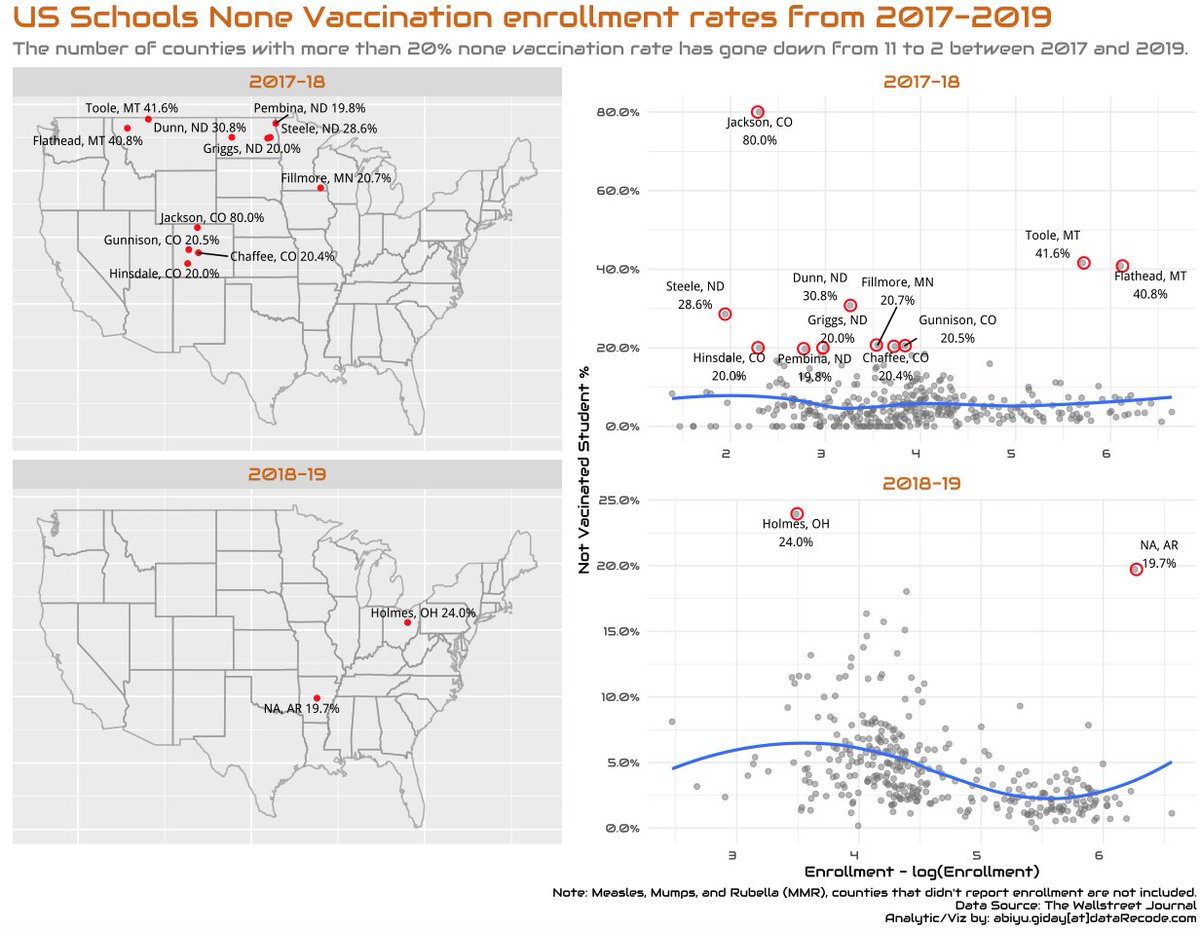 US Schools None Vaccination enrollment rates from 2017-2019
The number of counties with more than 20% none vaccination rate has gone down from 11 to 2 between 2017 and 2019.
2017-18
Toole, MT 41.6%
Pembina, ND 19.8%
Dunn, ND 30.8%
Steele, ND 28.6%
Flathead, MT 40.8%
Griggs, ND 20.0%
Fillmore, MN 20.7%
Jackson, CO 80.0%
Gunnison, CO 20.5%
Chaffee, CO 20.4%
Hinsdale, CO 20.0%
2018-19
Holmes, OH 24.0%
NA, AR 19.7%
Not Vacinated Student %
2017-18
80.0%
60.0%
40.0%
20.0%
0.0%
Jackson, CO
80.0%
Toole, MT
41.6%
Flathead, MT
40.8%
Steele, ND
28.6%
Dunn, ND
30.8%
Fillmore, MN
20.7%
Griggs, ND
20.0%
Gunnison, CO
20.5%
Hinsdale, CO
20.0%
Pembina, ND
19.8%
Chaffee, CO
20.4%
2
3
4
5
6
2018-19
25.0%
20.0%
15.0%
10.0%
5.0%
0.0%
Holmes, OH
24.0%
NA, AR
19.7%
3
4
5
6
Enrollment - log(Enrollment)
Note: Measles, Mumps, and Rubella (MMR), counties that didn't report enrollment are not included.
Data Source: The Wallstreet Journal
Analytic/Viz by: abiyu.giday[at]dataRecode.com